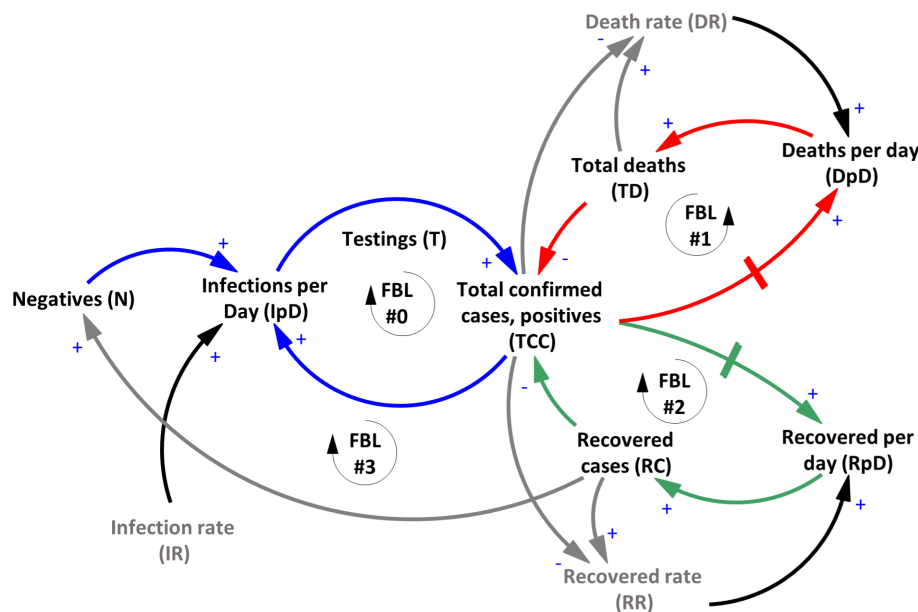 Death rate (DR)
-
+
+
+
Total deaths
(TD)
Deaths per day
(DpD)
FBL
#1
+
-
Testings (T)
+
+
Negatives (N)
Infections per
Day (IpD)
FBL
#0
Total confirmed
cases, positives
(TCC)
+
+
+
-
FBL
#2
+
FBL
#3
Recovered
cases (RC)
Recovered per
day (RpD)
+
+
Infection rate
(IR)
+
-
Recovered rate
(RR)